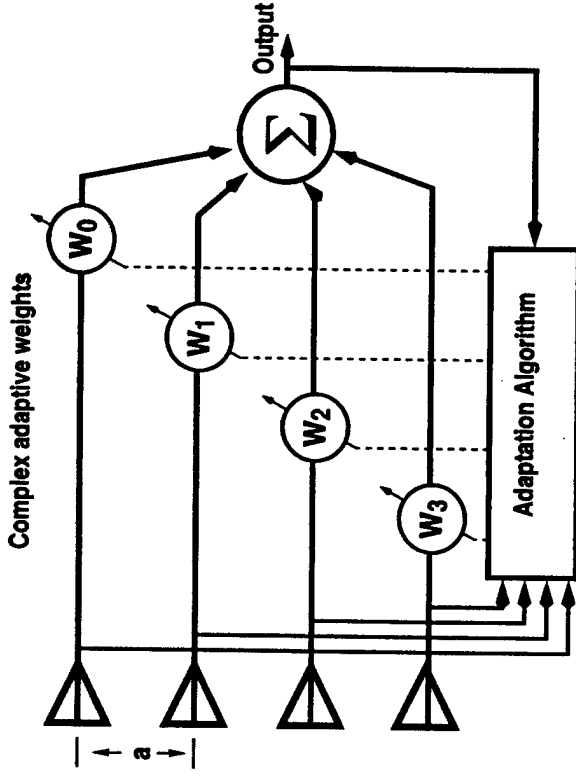 Complex adaptive weights
W0
W1
W2
W3
Σ
Output
Adaptation Algorithm
a